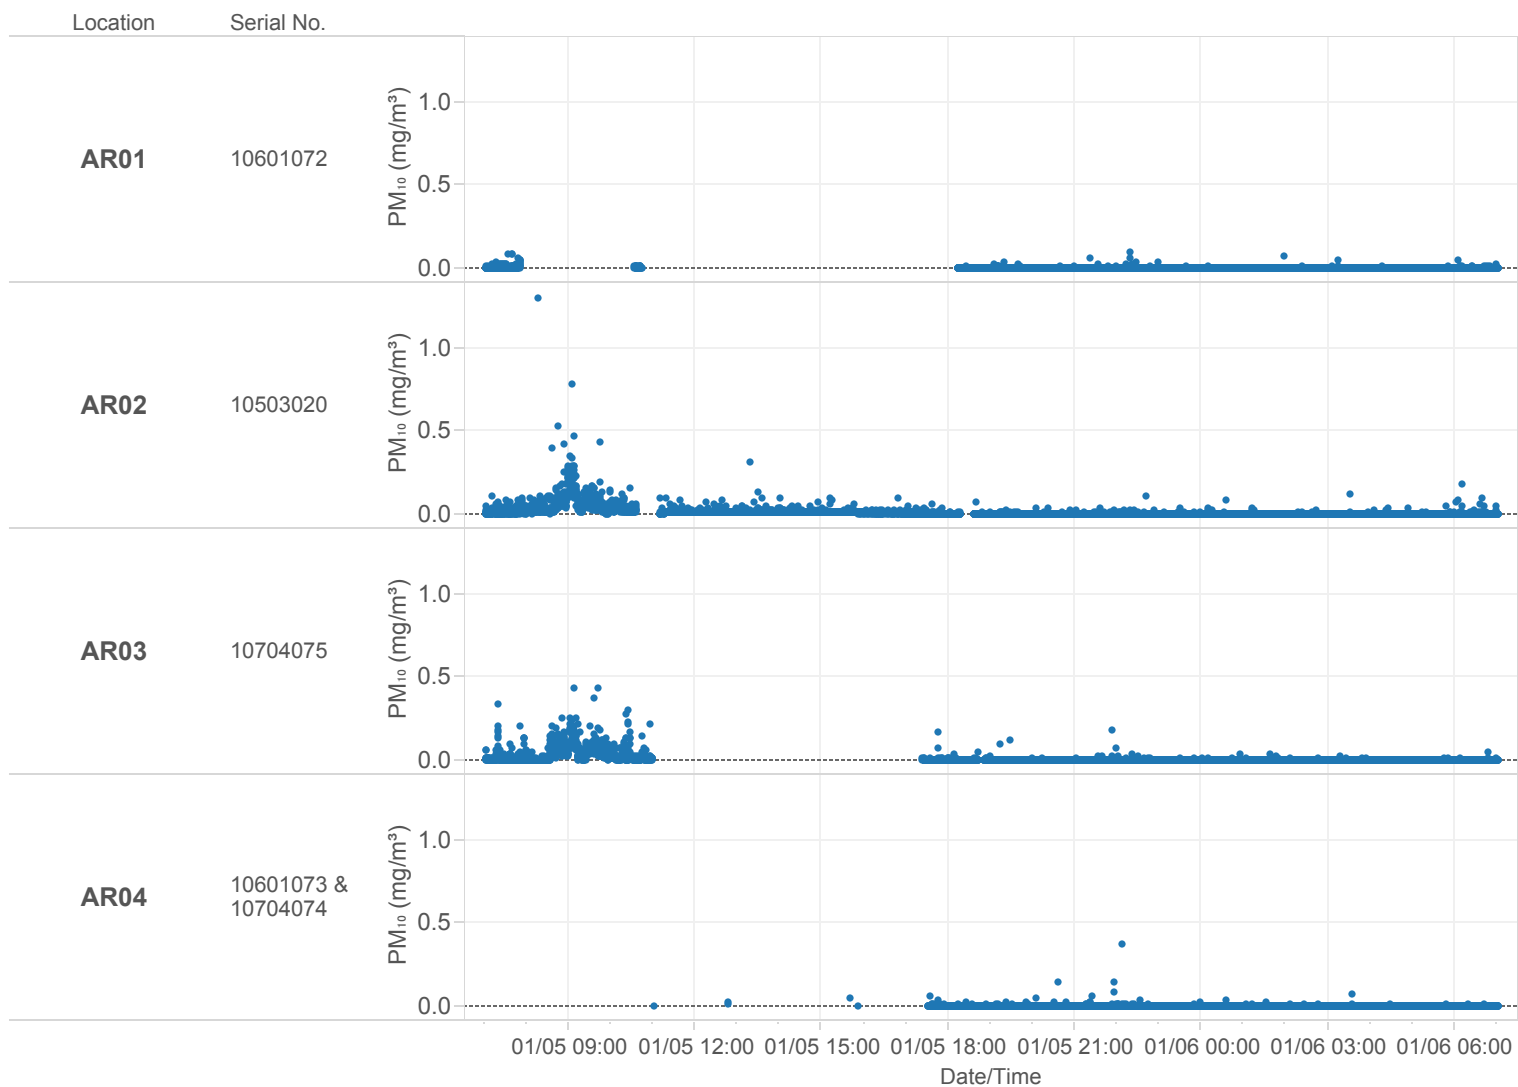 Location Serial No.
AR01 10601072 PM₁₀ (mg/m³) 1.0
0.5
0.0
AR02 10503020 PM₁₀ (mg/m³) 1.0
0.5
0.0
AR03 10704075 PM₁₀ (mg/m³) 1.0
0.5
0.0
AR04 10601073 &
10704074 PM₁₀ (mg/m³) 1.0
0.5
0.0
01/05 09:00 01/05 12:00 01/05 15:00 01/05 18:00 01/05 21:00 01/06 00:00 01/06 03:00 01/06 06:00
Date/Time